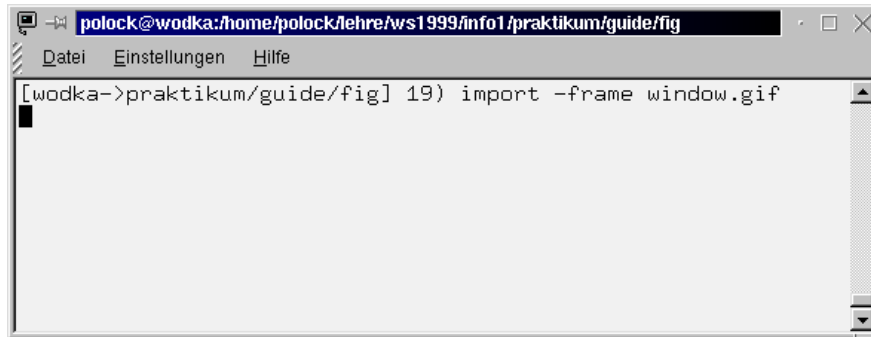 polock@wodka:/home/polock/lehre/ws1999/info1/praktikum/guide/fig
Datei Einstellungen Hilfe
[wodka->praktikum/guide/fig] 19) import -frame window.gif